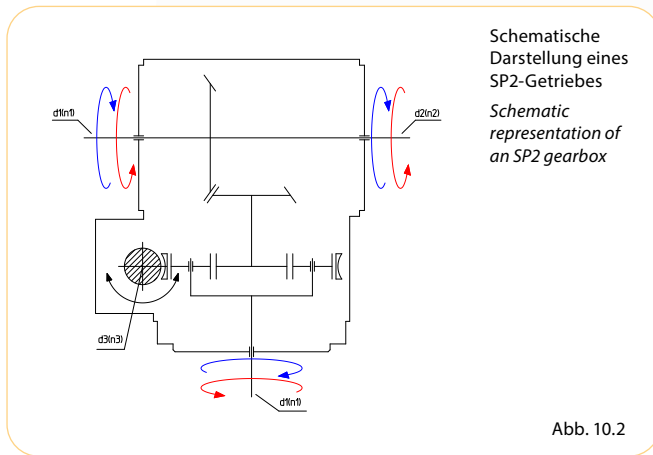 Schematische
Darstellung eines
SP2-Getriebes
Schematic
representation of
an SP2 gearbox
d1(n1)
d2(n2)
d3(n3)
d1(n1)
Abb. 10.2